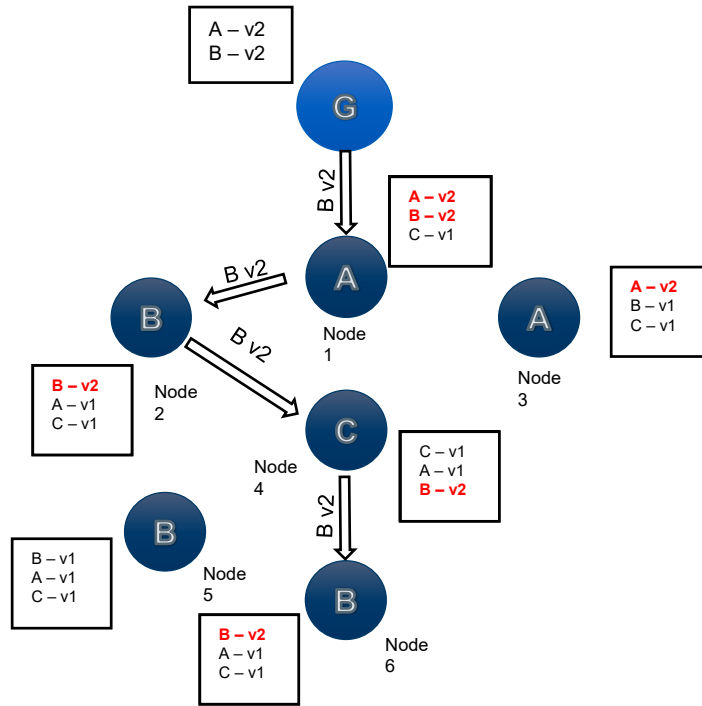 A – v2
B – v2
G
B v2
A – v2
B – v2
C – v1
A
Node
1
B v2
B
Node
2
B – v2
A – v1
C – v1
A
Node
3
A – v2
B – v1
C – v1
B v2
C
Node
4
C – v1
A – v1
B – v2
B v2
B
Node
5
B – v1
A – v1
C – v1
B
Node
6
B – v2
A – v1
C – v1